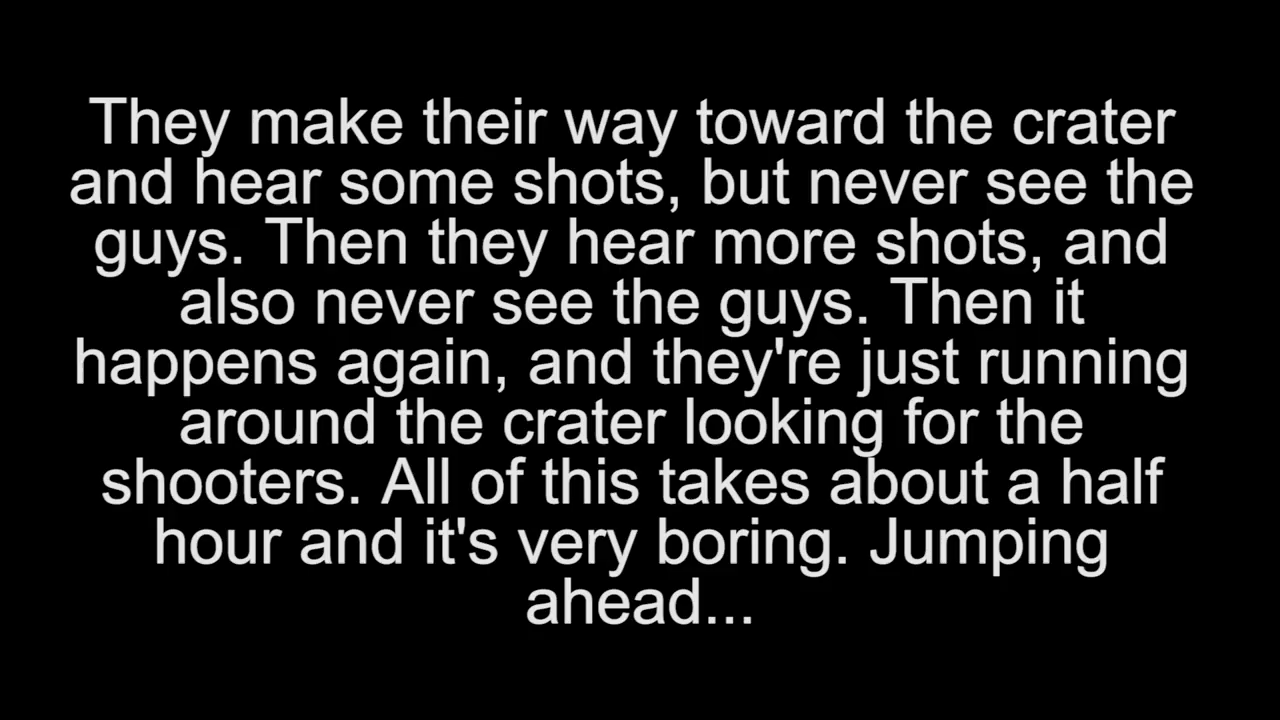 They make their way toward the crater
and hear some shots, but never see the
guys. Then they hear more shots, and
also never see the guys. Then it
happens again, and they're just running
around the crater looking for the
shooters. All of this takes about a half
hour and it's very boring. Jumping
ahead...